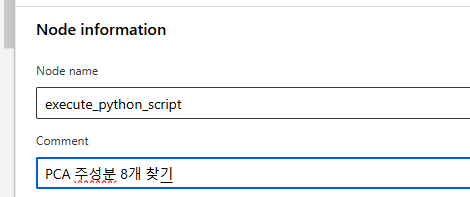 Node information
Node name
execute_python_script
Comment
PCA 주성분 8개 찾기